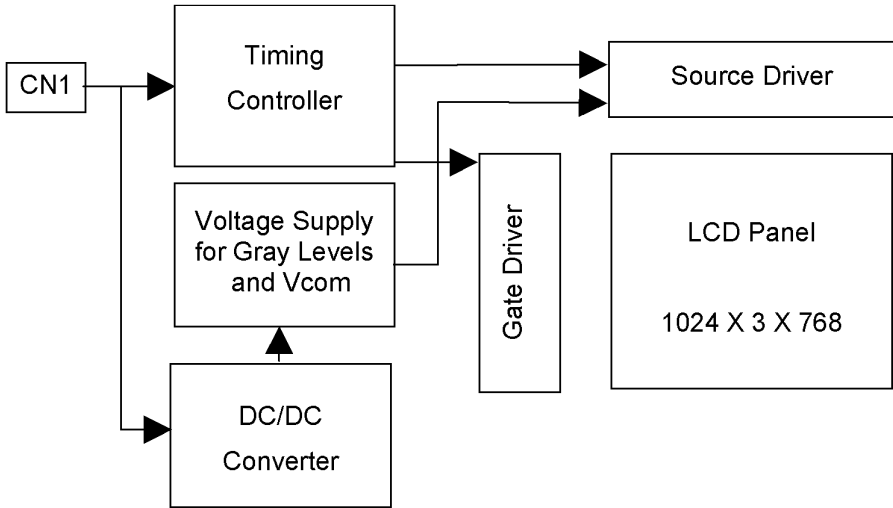 CN1
Timing
Controller
Source Driver
Voltage Supply
for Gray Levels
and Vcom
Gate Driver
LCD Panel
1024 X 3 X 768
DC/DC
Converter